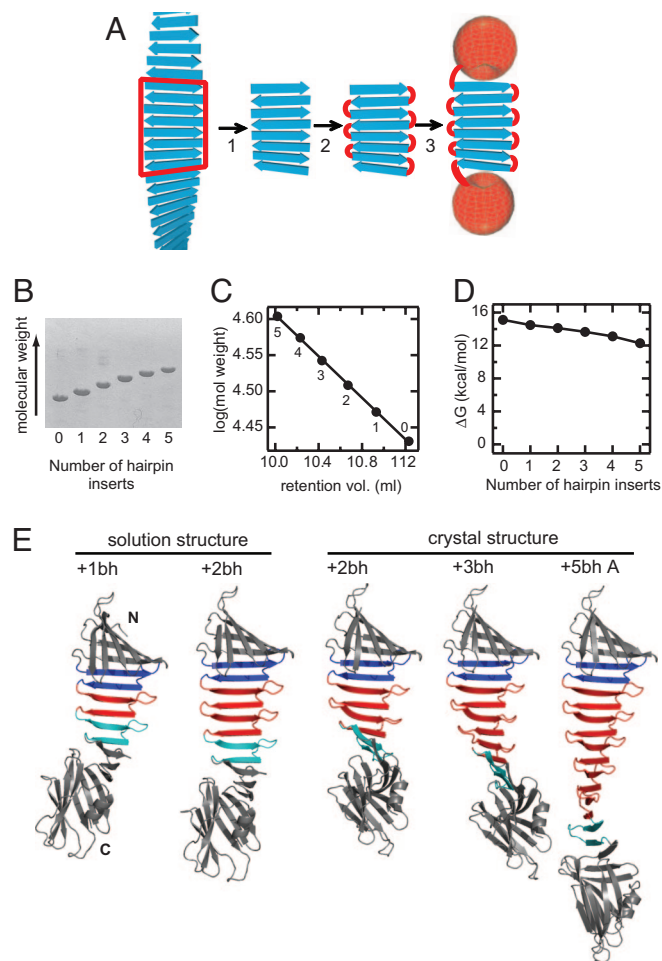 A
1 2 3
B
molecular weight
0 1 2 3 4 5
Number of hairpin
inserts
C
log(mol weight)
4.60
4.55
4.50
4.45
5
4
3
2
1
0
10.0 10.4 10.8 112
retention vol. (ml)
D
ΔG (kcal/mol)
16
12
8
4
0
0 1 2 3 4 5
Number of hairpin
inserts
E
solution structure crystal structure
+1bh +2bh +2bh +3bh +5bh A
N
C